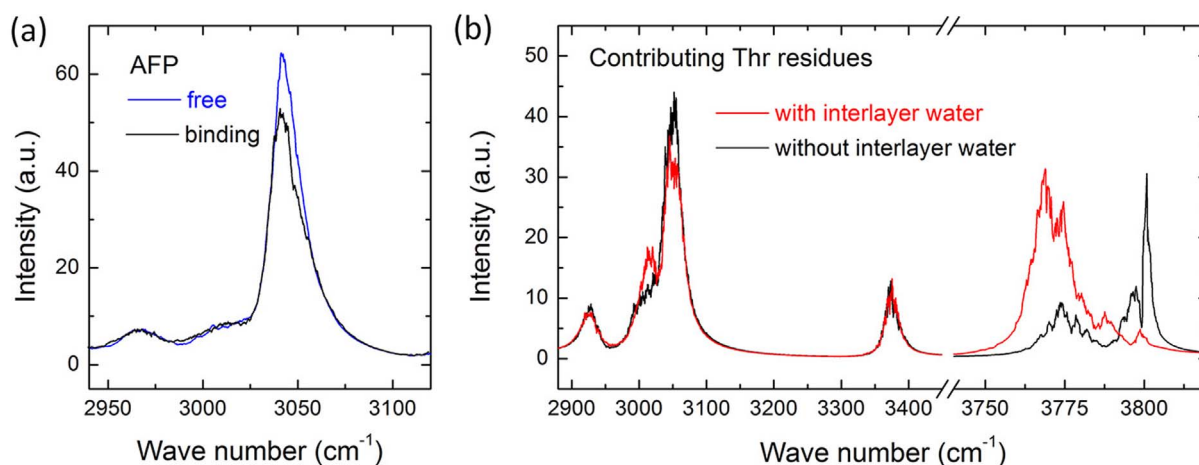 (a)
AFP
free
binding
60
40
20
0
Intensity (a.u.)
2950 3000 3050 3100
Wave number (cm⁻¹)
(b)
Contributing Thr residues
with interlayer water
without interlayer water
50
40
30
20
10
0
Intensity (a.u.)
2900 3000 3100 3200 3300 3400 3750 3775 3800
Wave number (cm⁻¹)